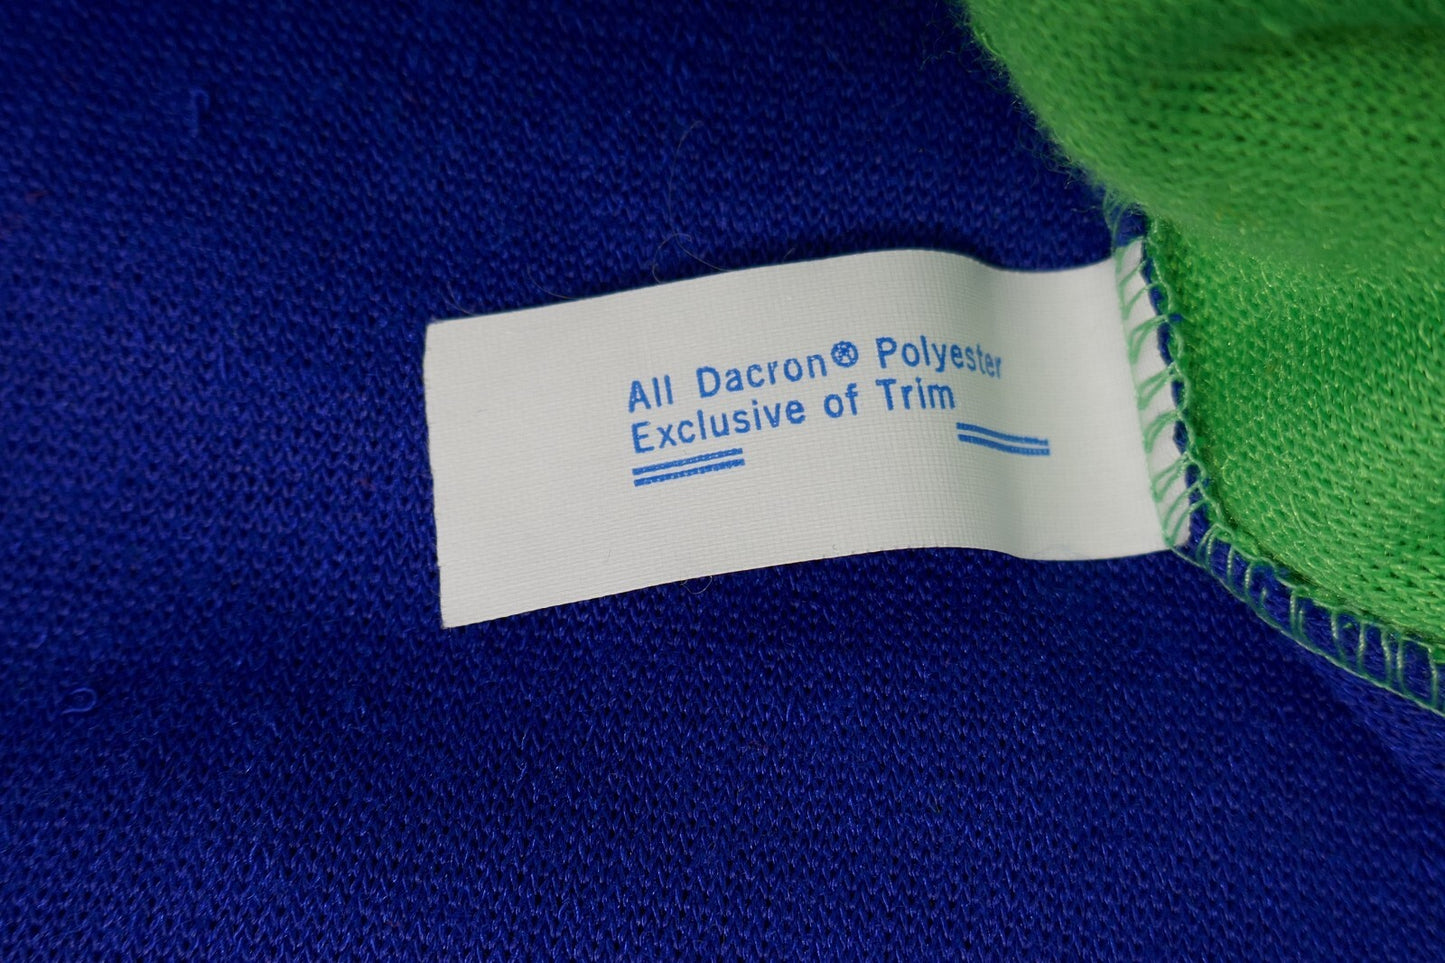 All Dacron® Polyester
Exclusive of Trim